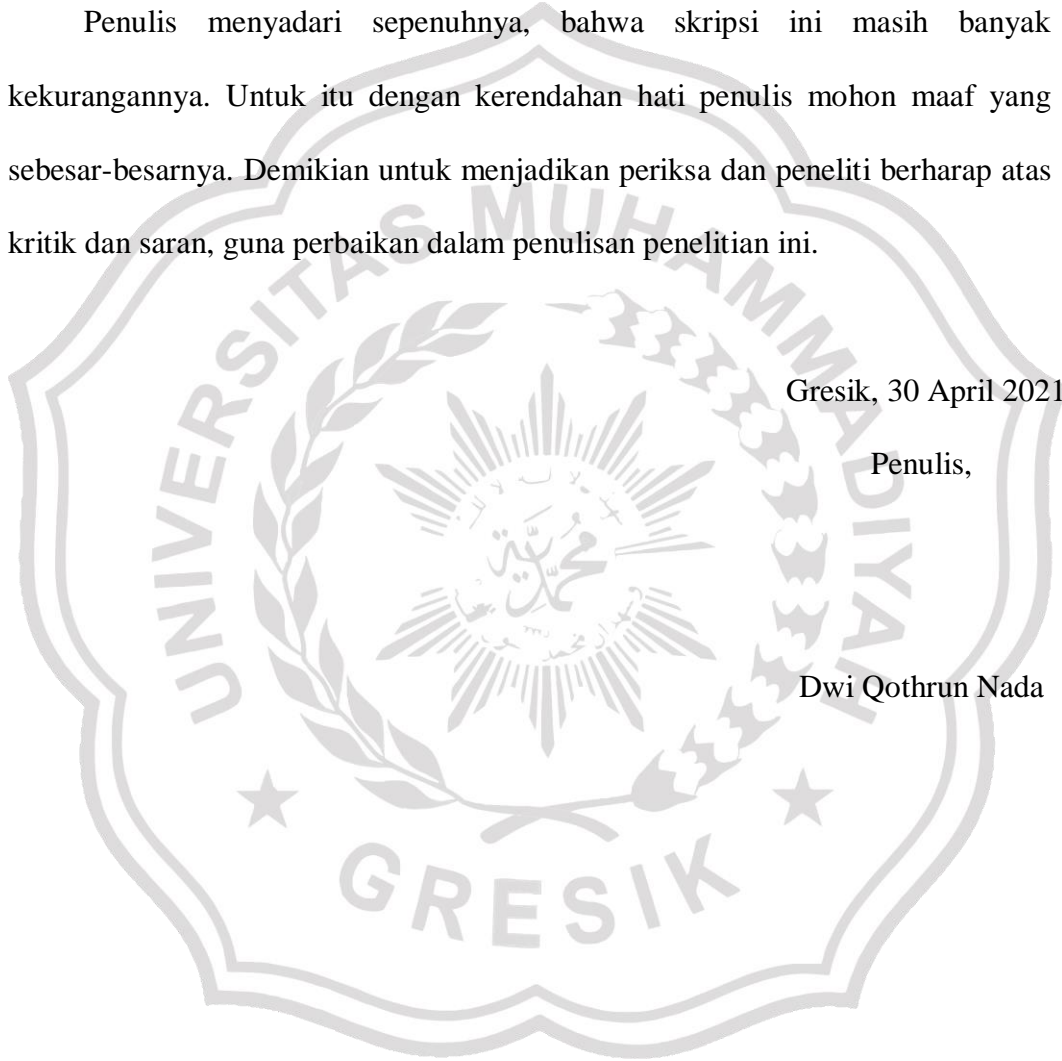 Penulis menyadari sepenuhnya, bahwa skripsi ini masih banyak
kekurangannya. Untuk itu dengan kerendahan hati penulis mohon maaf yang
sebesar-besarnya. Demikian untuk menjadikan periksa dan peneliti berharap atas
kritik dan saran, guna perbaikan dalam penulisan penelitian ini.
Gresik, 30 April 2021
Penulis,
Dwi Qothrun Nada
UNIVERSITAS MUHAMMADIYAH
GRESIK